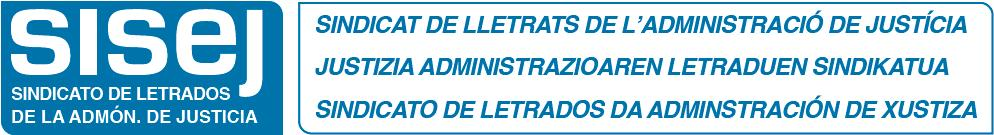 sisej
SINDICATO DE LETRADOS
DE LA ADMÓN. DE JUSTICIA
SINDICAT DE LLETRATS DE L’ADMINISTRACIÓ DE JUSTÍCIA
JUSTIZIA ADMINISTRAZIOAREN LETRADUEN SINDIKATUA
SINDICATO DE LETRADOS DA ADMINSTRACIÓN DE XUSTIZA